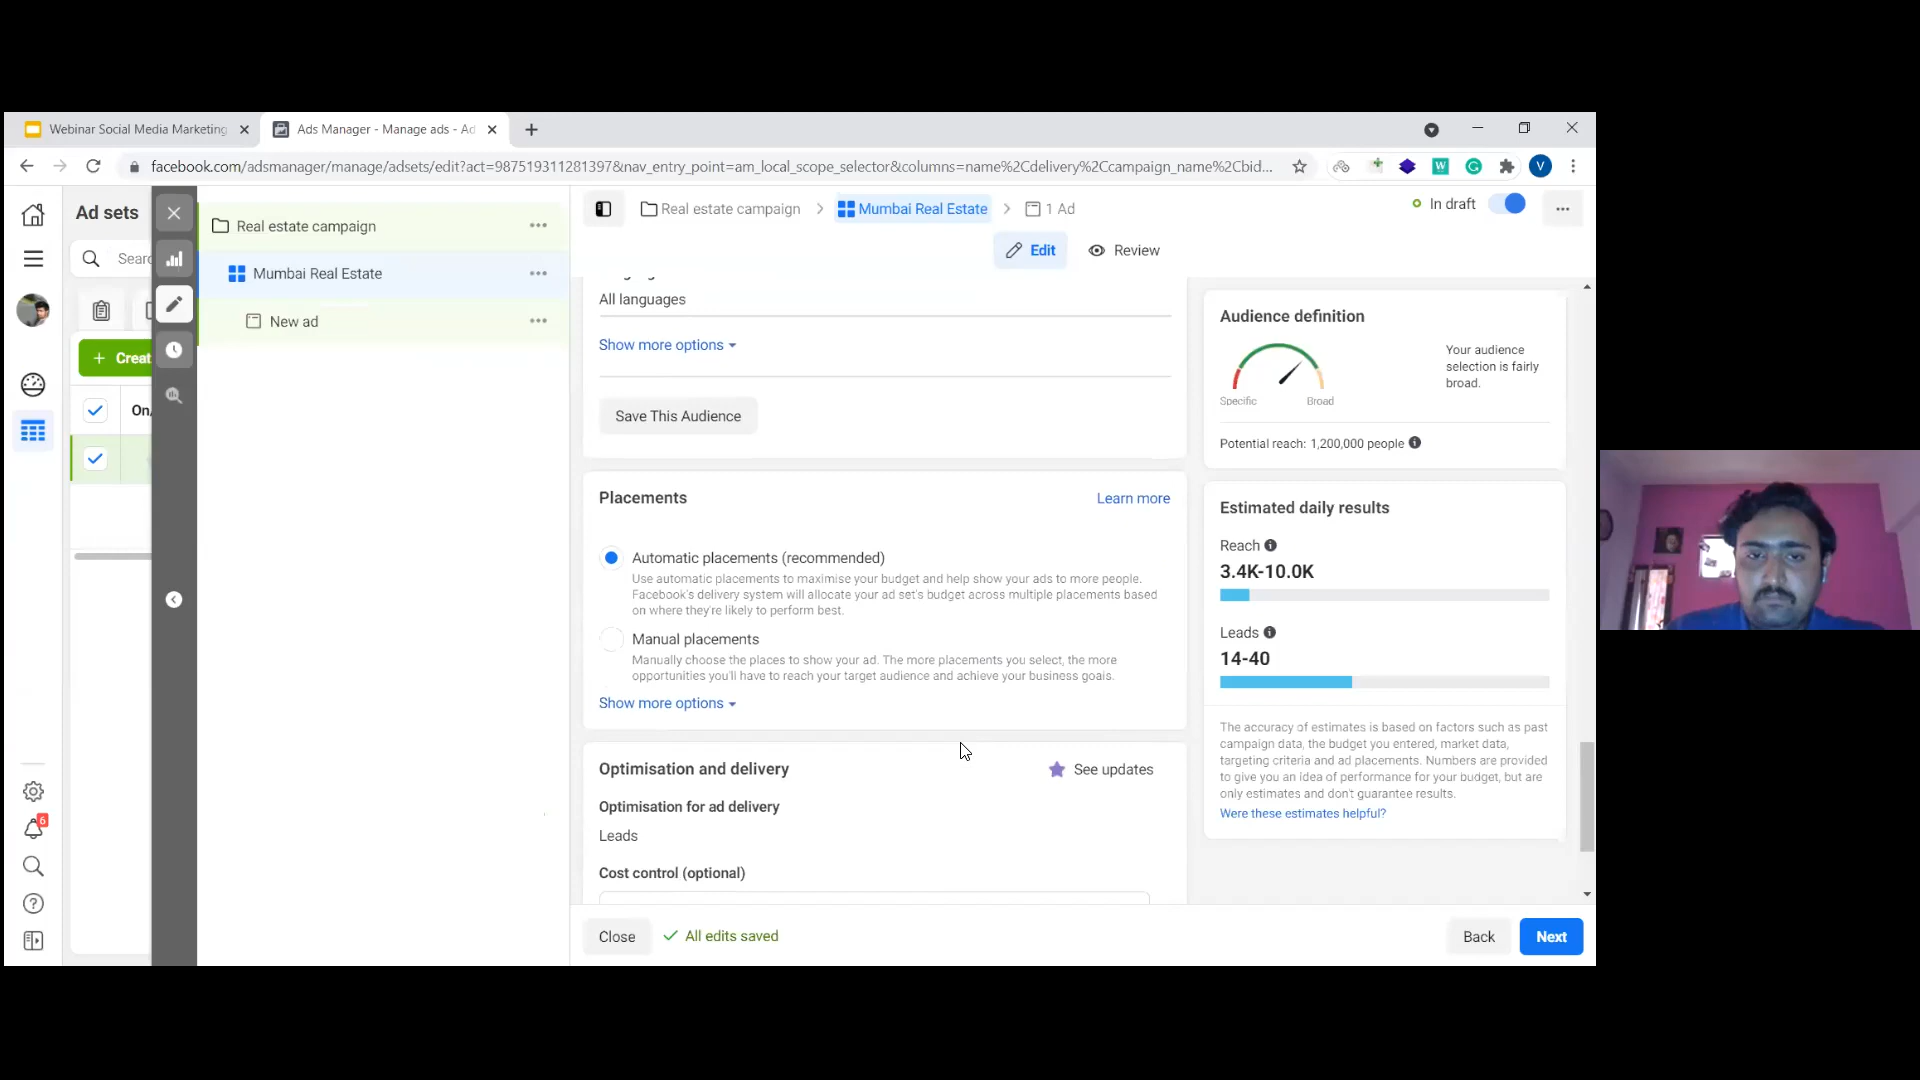 Webinar Social Media Marketing
Ads Manager - Manage ads - Ad
facebook.com/adsmanager/manage/adsets/edit?act=987519311281397&nav_entry_point=am_local_scope_selector&columns=name%2Cdelivery%2Ccampaign_name%2Cbid...
V
Ad sets
Searc
+ Creat
On/
6
Real estate campaign
Mumbai Real Estate
New ad
Real estate campaign > Mumbai Real Estate > 1 Ad
In draft
Edit
Review
All languages
Show more options
Save This Audience
Placements
Learn more
Automatic placements (recommended)
Use automatic placements to maximise your budget and help show your ads to more people.
Facebook's delivery system will allocate your ad set's budget across multiple placements based
on where they're likely to perform best.
Manual placements
Manually choose the places to show your ad. The more placements you select, the more
opportunities you'll have to reach your target audience and achieve your business goals.
Show more options
Optimisation and delivery
See updates
Optimisation for ad delivery
Leads
Cost control (optional)
Close
All edits saved
Back
Next
Audience definition
Your audience
selection is fairly
broad.
Specific
Broad
Potential reach: 1,200,000 people
Estimated daily results
Reach
3.4K-10.0K
Leads
14-40
The accuracy of estimates is based on factors such as past
campaign data, the budget you entered, market data,
targeting criteria and ad placements. Numbers are provided
to give you an idea of performance for your budget, but are
only estimates and don't guarantee results.
Were these estimates helpful?